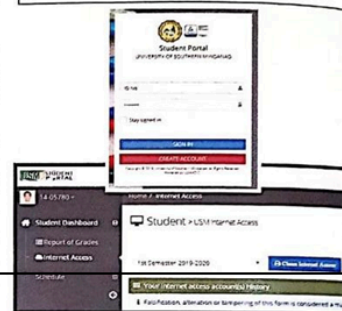 Student Portal
UNIVERSITY OF SOUTHERN MINDANAO
Stay signed in
SIGN IN
CREATE ACCOUNT
USM STUDENT PORTAL
14-05780
Home / Internet Access
Student Dashboard
Report of Grades
Internet Access
Schedule
Student > USM Internet Access
1st Semester 2019-2020
Your internet access account(s) History
Falsification, alteration or tampering of this form is considered a